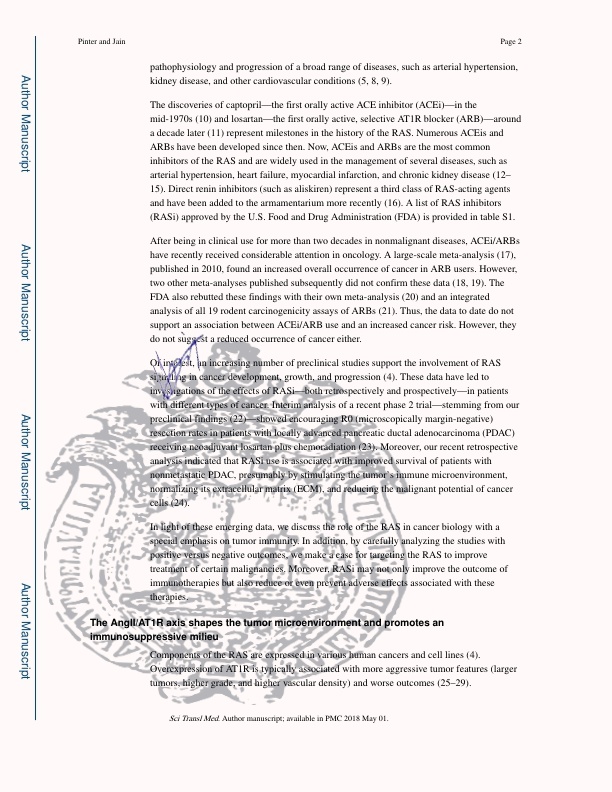 Pinter and Jain
Page 2
pathophysiology and progression of a broad range of diseases, such as arterial hypertension,
kidney disease, and other cardiovascular conditions (5, 8, 9).
The discoveries of captopril—the first orally active ACE inhibitor (ACEi)—in the
mid-1970s (10) and losartan—the first orally active, selective AT1R blocker (ARB)—around
a decade later (11) represent milestones in the history of the RAS. Numerous ACEis and
ARBs have been developed since then. Now, ACEis and ARBs are the most common
inhibitors of the RAS and are widely used in the management of several diseases, such as
arterial hypertension, heart failure, myocardial infarction, and chronic kidney disease (12–
15). Direct renin inhibitors (such as aliskiren) represent a third class of RAS-acting agents
and have been added to the armamentarium more recently (16). A list of RAS inhibitors
(RASi) approved by the U.S. Food and Drug Administration (FDA) is provided in table S1.
After being in clinical use for more than two decades in nonmalignant diseases, ACEi/ARBs
have recently received considerable attention in oncology. A large-scale meta-analysis (17),
published in 2010, found an increased overall occurrence of cancer in ARB users. However,
two other meta-analyses published subsequently did not confirm these data (18, 19). The
FDA also rebutted these findings with their own meta-analysis (20) and an integrated
analysis of all 19 rodent carcinogenicity assays of ARBs (21). Thus, the data to date do not
support an association between ACEi/ARB use and an increased cancer risk. However, they
do not suggest a reduced occurrence of cancer either.
Of interest, an increasing number of preclinical studies support the involvement of RAS
signaling in cancer development, growth, and progression (4). These data have led to
investigations of the effects of RASi—both retrospectively and prospectively—in patients
with different types of cancer. Interim analysis of a recent phase 2 trial—stemming from our
preclinical findings (22)—showed encouraging R0 (microscopically margin-negative)
resection rates in patients with locally advanced pancreatic ductal adenocarcinoma (PDAC)
receiving neoadjuvant losartan plus chemoradiation (23). Moreover, our recent retrospective
analysis indicated that RASi use is associated with improved survival of patients with
nonmetastatic PDAC, presumably by stimulating the tumor's immune microenvironment,
normalizing its extracellular matrix (ECM), and reducing the malignant potential of cancer
cells (24).
In light of these emerging data, we discuss the role of the RAS in cancer biology with a
special emphasis on tumor immunity. In addition, by carefully analyzing the studies with
positive versus negative outcomes, we make a case for targeting the RAS to improve
treatment of certain malignancies. Moreover, RASi may not only improve the outcome of
immunotherapies but also reduce or even prevent adverse effects associated with these
therapies.
The AngII/AT1R axis shapes the tumor microenvironment and promotes an
immunosuppressive milieu
Components of the RAS are expressed in various human cancers and cell lines (4).
Overexpression of AT1R is typically associated with more aggressive tumor features (larger
tumors, higher grade, and higher vascular density) and worse outcomes (25–29).
Sci Transl Med. Author manuscript; available in PMC 2018 May 01.
Author Manuscript
Author Manuscript
Author Manuscript
Author Manuscript